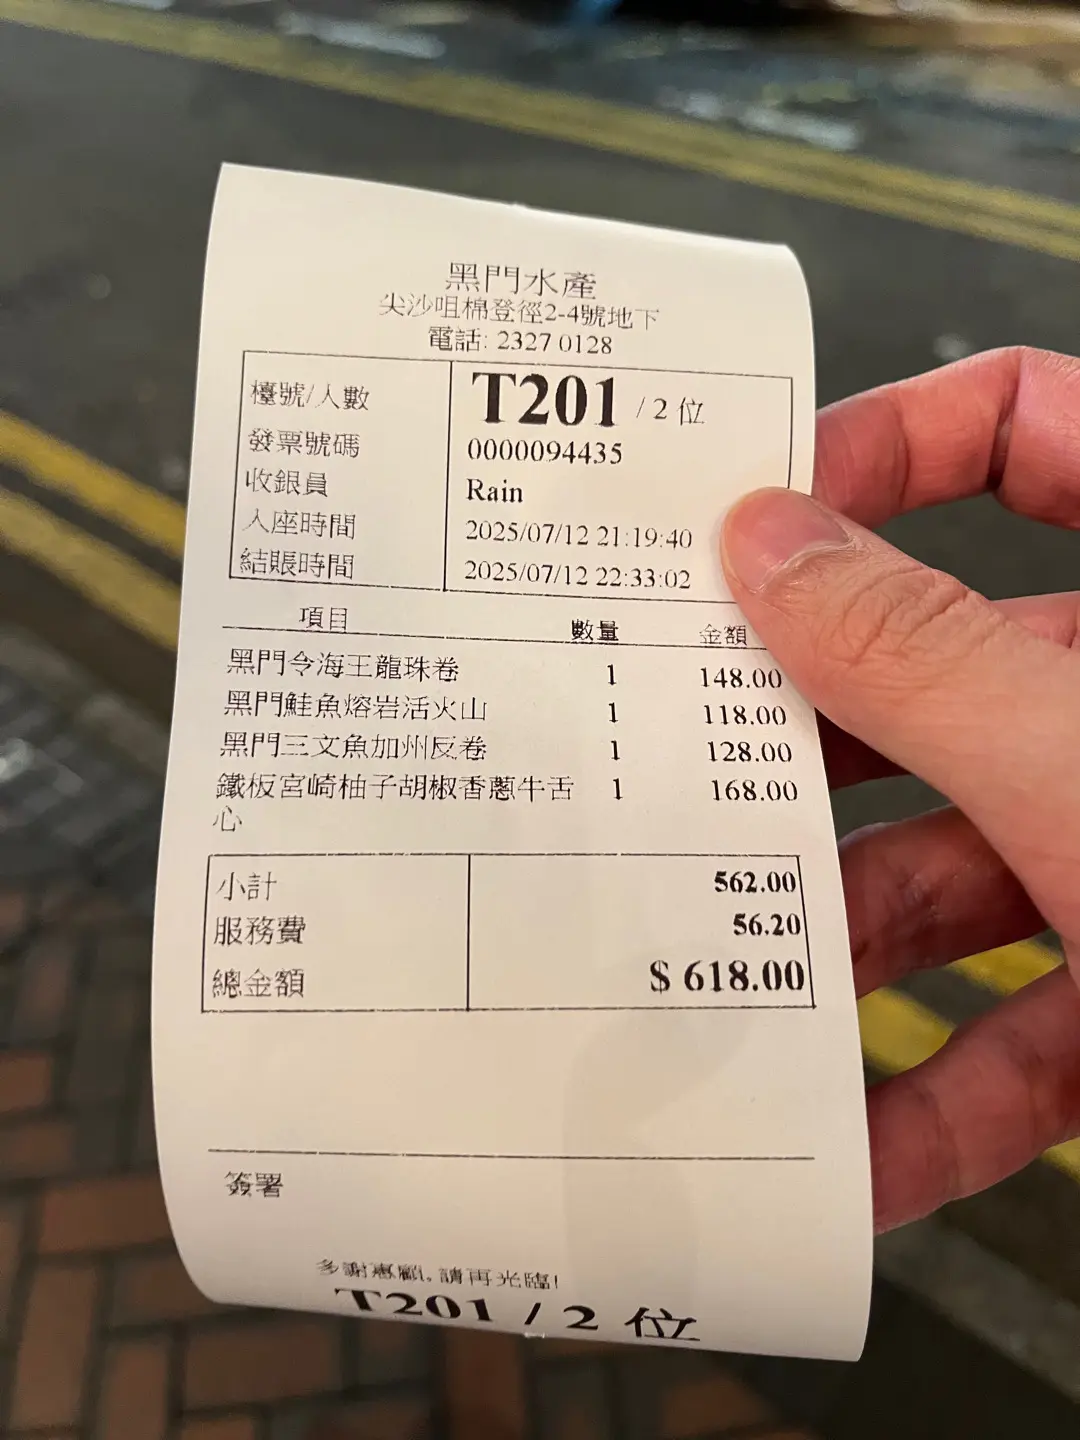 黑門水產
尖沙咀棉登徑2-4號地下
電話: 2327 0128
檯號/人數 T201 / 2 位
發票號碼 0000094435
收銀員 Rain
入座時間 2025/07/12 21:19:40
結賬時間 2025/07/12 22:33:02
項目 數量 金額
黑門令海王龍珠卷 1 148.00
黑門鮭魚熔岩活火山 1 118.00
黑門三文魚加州反卷 1 128.00
鐵板宮崎柚子胡椒香蔥牛舌 1 168.00
心
小計 562.00
服務費 56.20
總金額 $ 618.00
簽署
多謝惠顧, 請再光臨!
T201 / 2 位